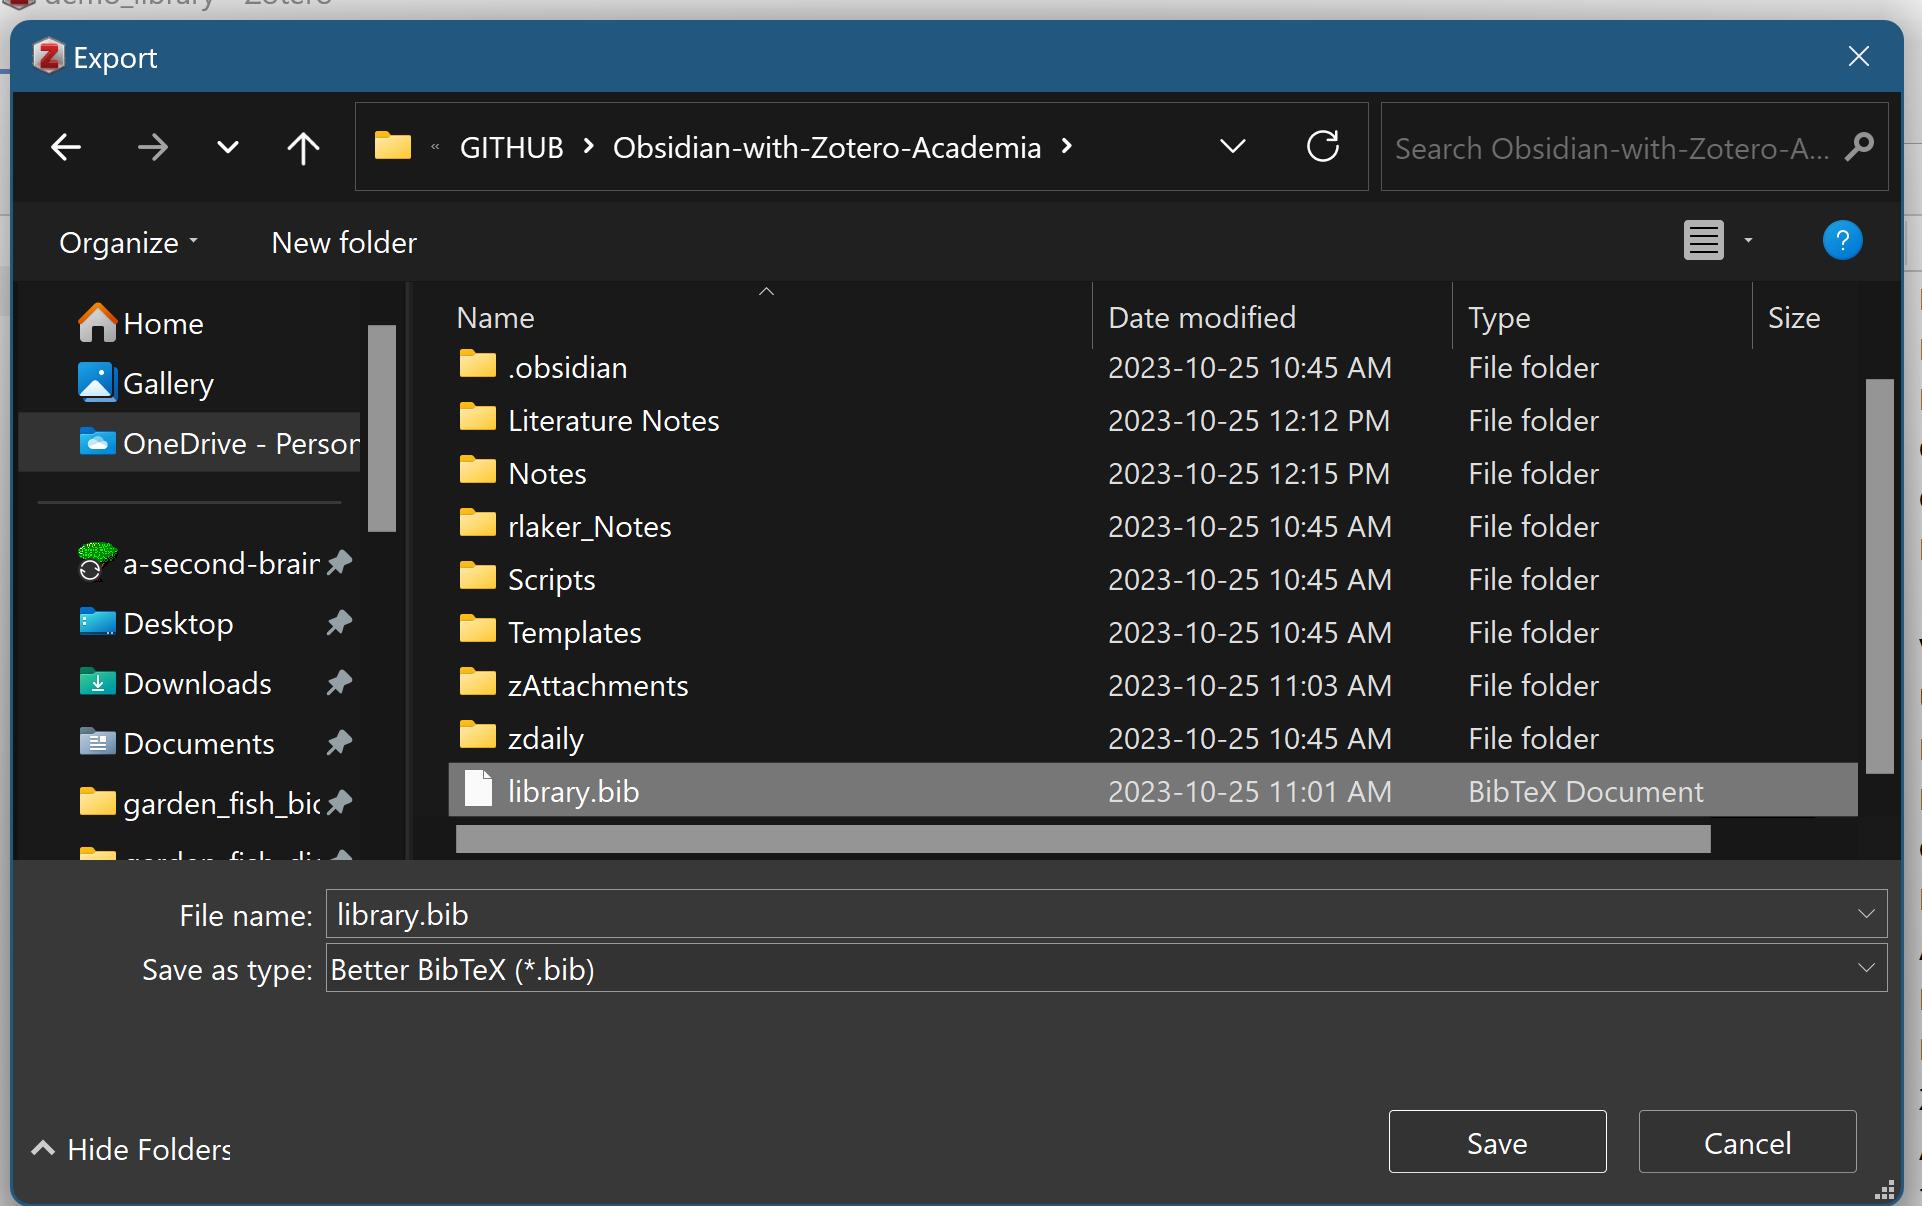 demo_library - Zotero
Export
« GITHUB > Obsidian-with-Zotero-Academia >
Search Obsidian-with-Zotero-A...
Organize
New folder
?
Name Date modified Type Size
Home
Gallery
OneDrive - Person
a-second-brain
Desktop
Downloads
Documents
garden_fish_bio
.obsidian 2023-10-25 10:45 AM File folder
Literature Notes 2023-10-25 12:12 PM File folder
Notes 2023-10-25 12:15 PM File folder
rlaker_Notes 2023-10-25 10:45 AM File folder
Scripts 2023-10-25 10:45 AM File folder
Templates 2023-10-25 10:45 AM File folder
zAttachments 2023-10-25 11:03 AM File folder
zdaily 2023-10-25 10:45 AM File folder
library.bib 2023-10-25 11:01 AM BibTeX Document
File name: library.bib
Save as type: Better BibTeX (*.bib)
Hide Folders
Save
Cancel